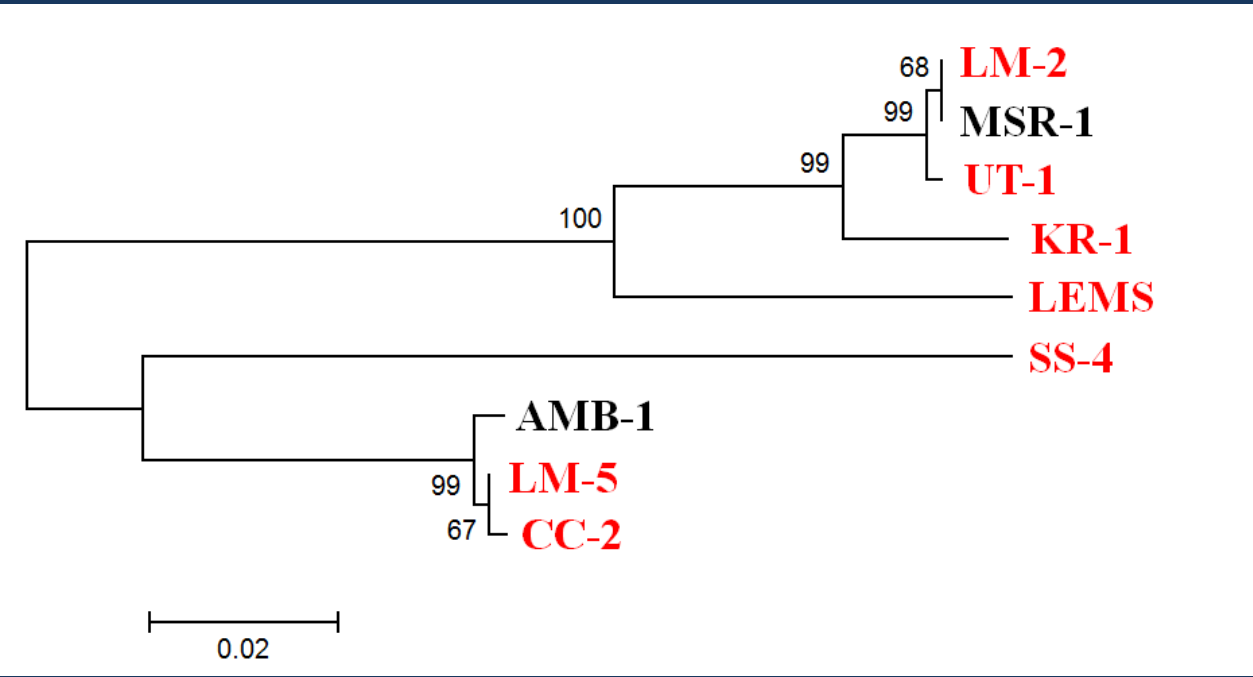 68
LM-2
99
MSR-1
99
UT-1
100
KR-1
LEMS
SS-4
AMB-1
99
LM-5
67
CC-2
0.02